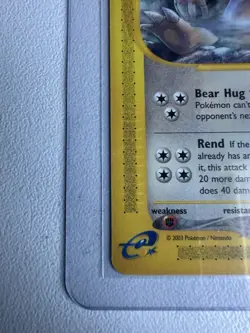 Bear Hug
Pokémon can't
opponent's ne
Rend If the
already has an
it, this attack
20 more dam
does 40 dama
weakness resista
© 2003 Pokémon / Nintendo
e